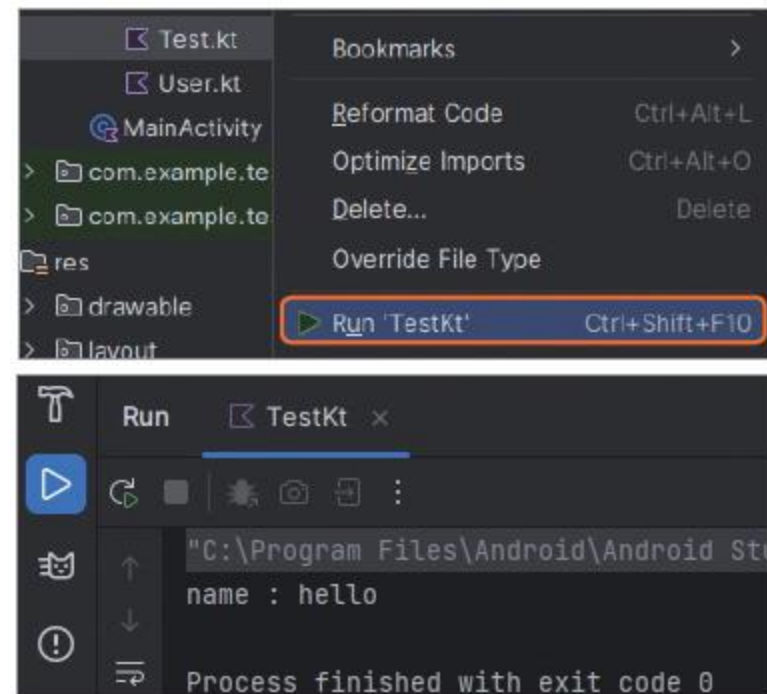 Test.kt
User.kt
MainActivity
com.example.te
com.example.te
res
drawable
layout
Bookmarks >
Reformat Code Ctrl+Alt+L
Optimize Imports Ctrl+Alt+O
Delete... Delete
Override File Type
Run 'TestKt' Ctrl+Shift+F10
Run TestKt ×
"C:\Program Files\Android\Android Stu
name : hello
Process finished with exit code 0